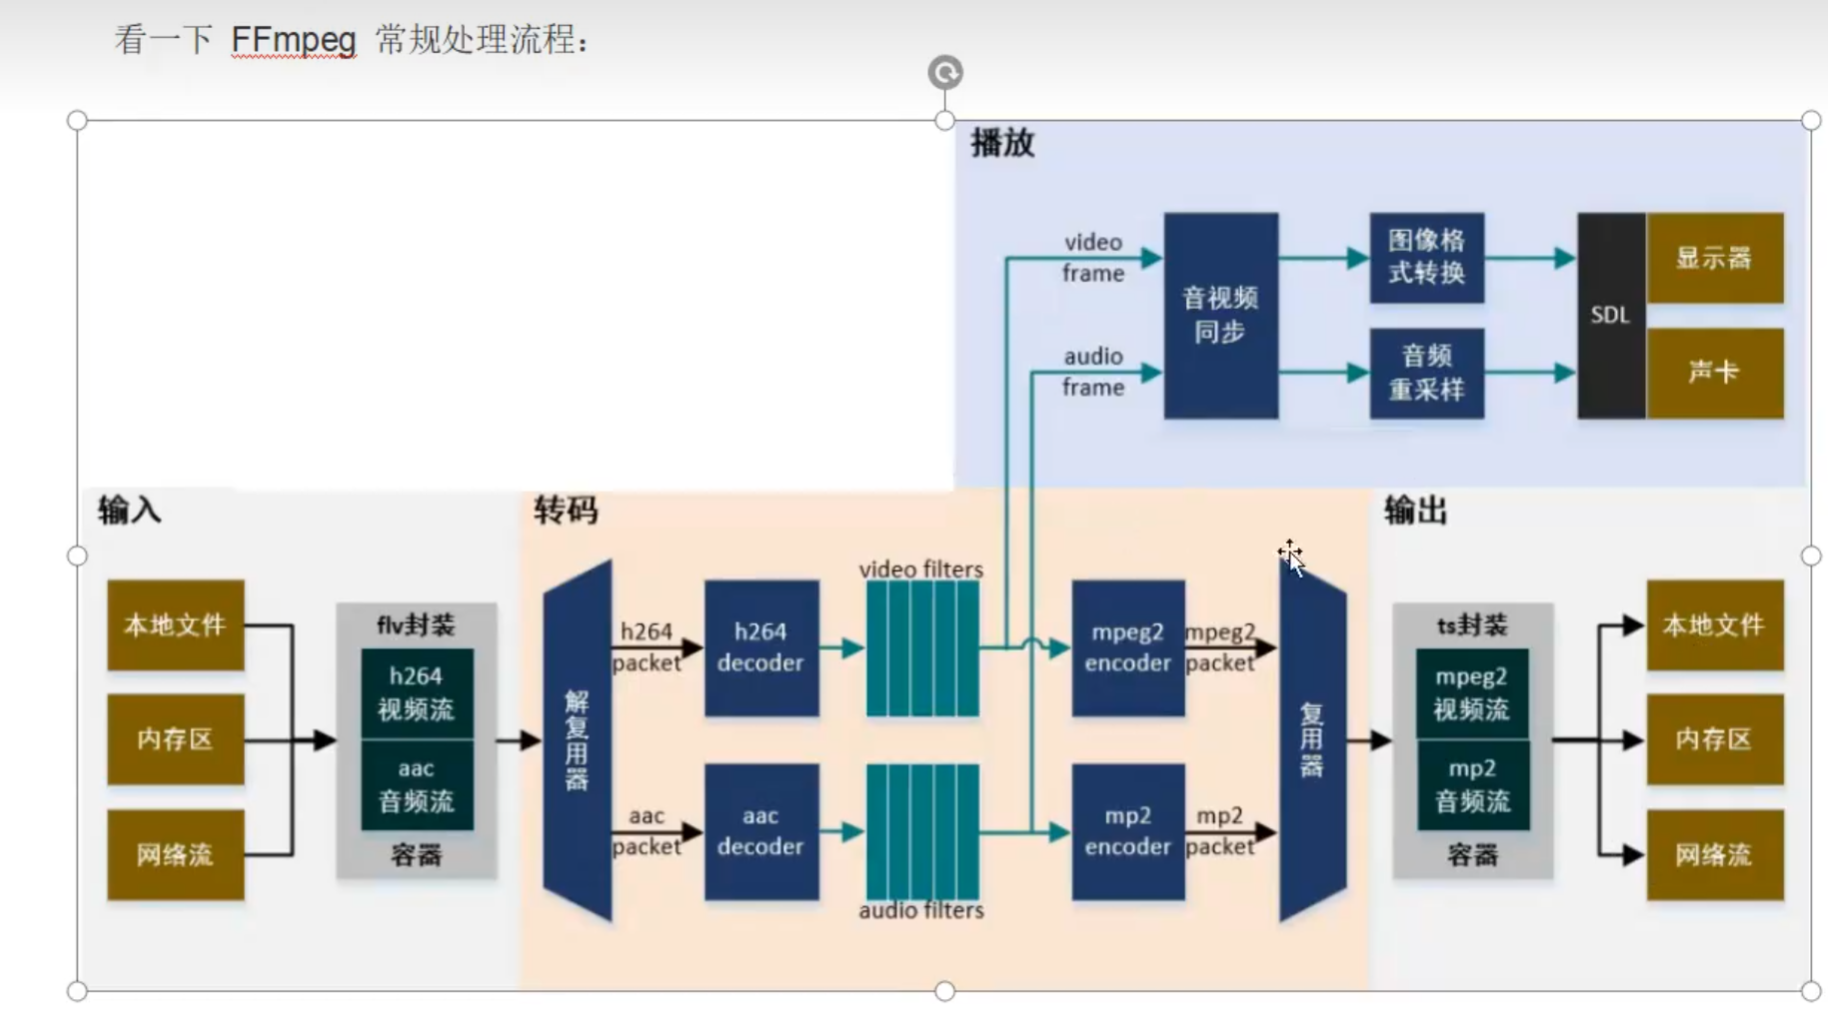 看一下 FFmpeg 常规处理流程：
播放
video
frame
audio
frame
音视频
同步
图像格
式转换
音频
重采样
SDL
显示器
声卡
输入
本地文件
内存区
网络流
flv封装
h264
视频流
aac
音频流
容器
转码
解
复
用
器
h264
packet
aac
packet
h264
decoder
aac
decoder
video filters
audio filters
mpeg2
encoder
mp2
encoder
mpeg2
packet
mp2
packet
复
用
器
输出
ts封装
mpeg2
视频流
mp2
音频流
容器
本地文件
内存区
网络流